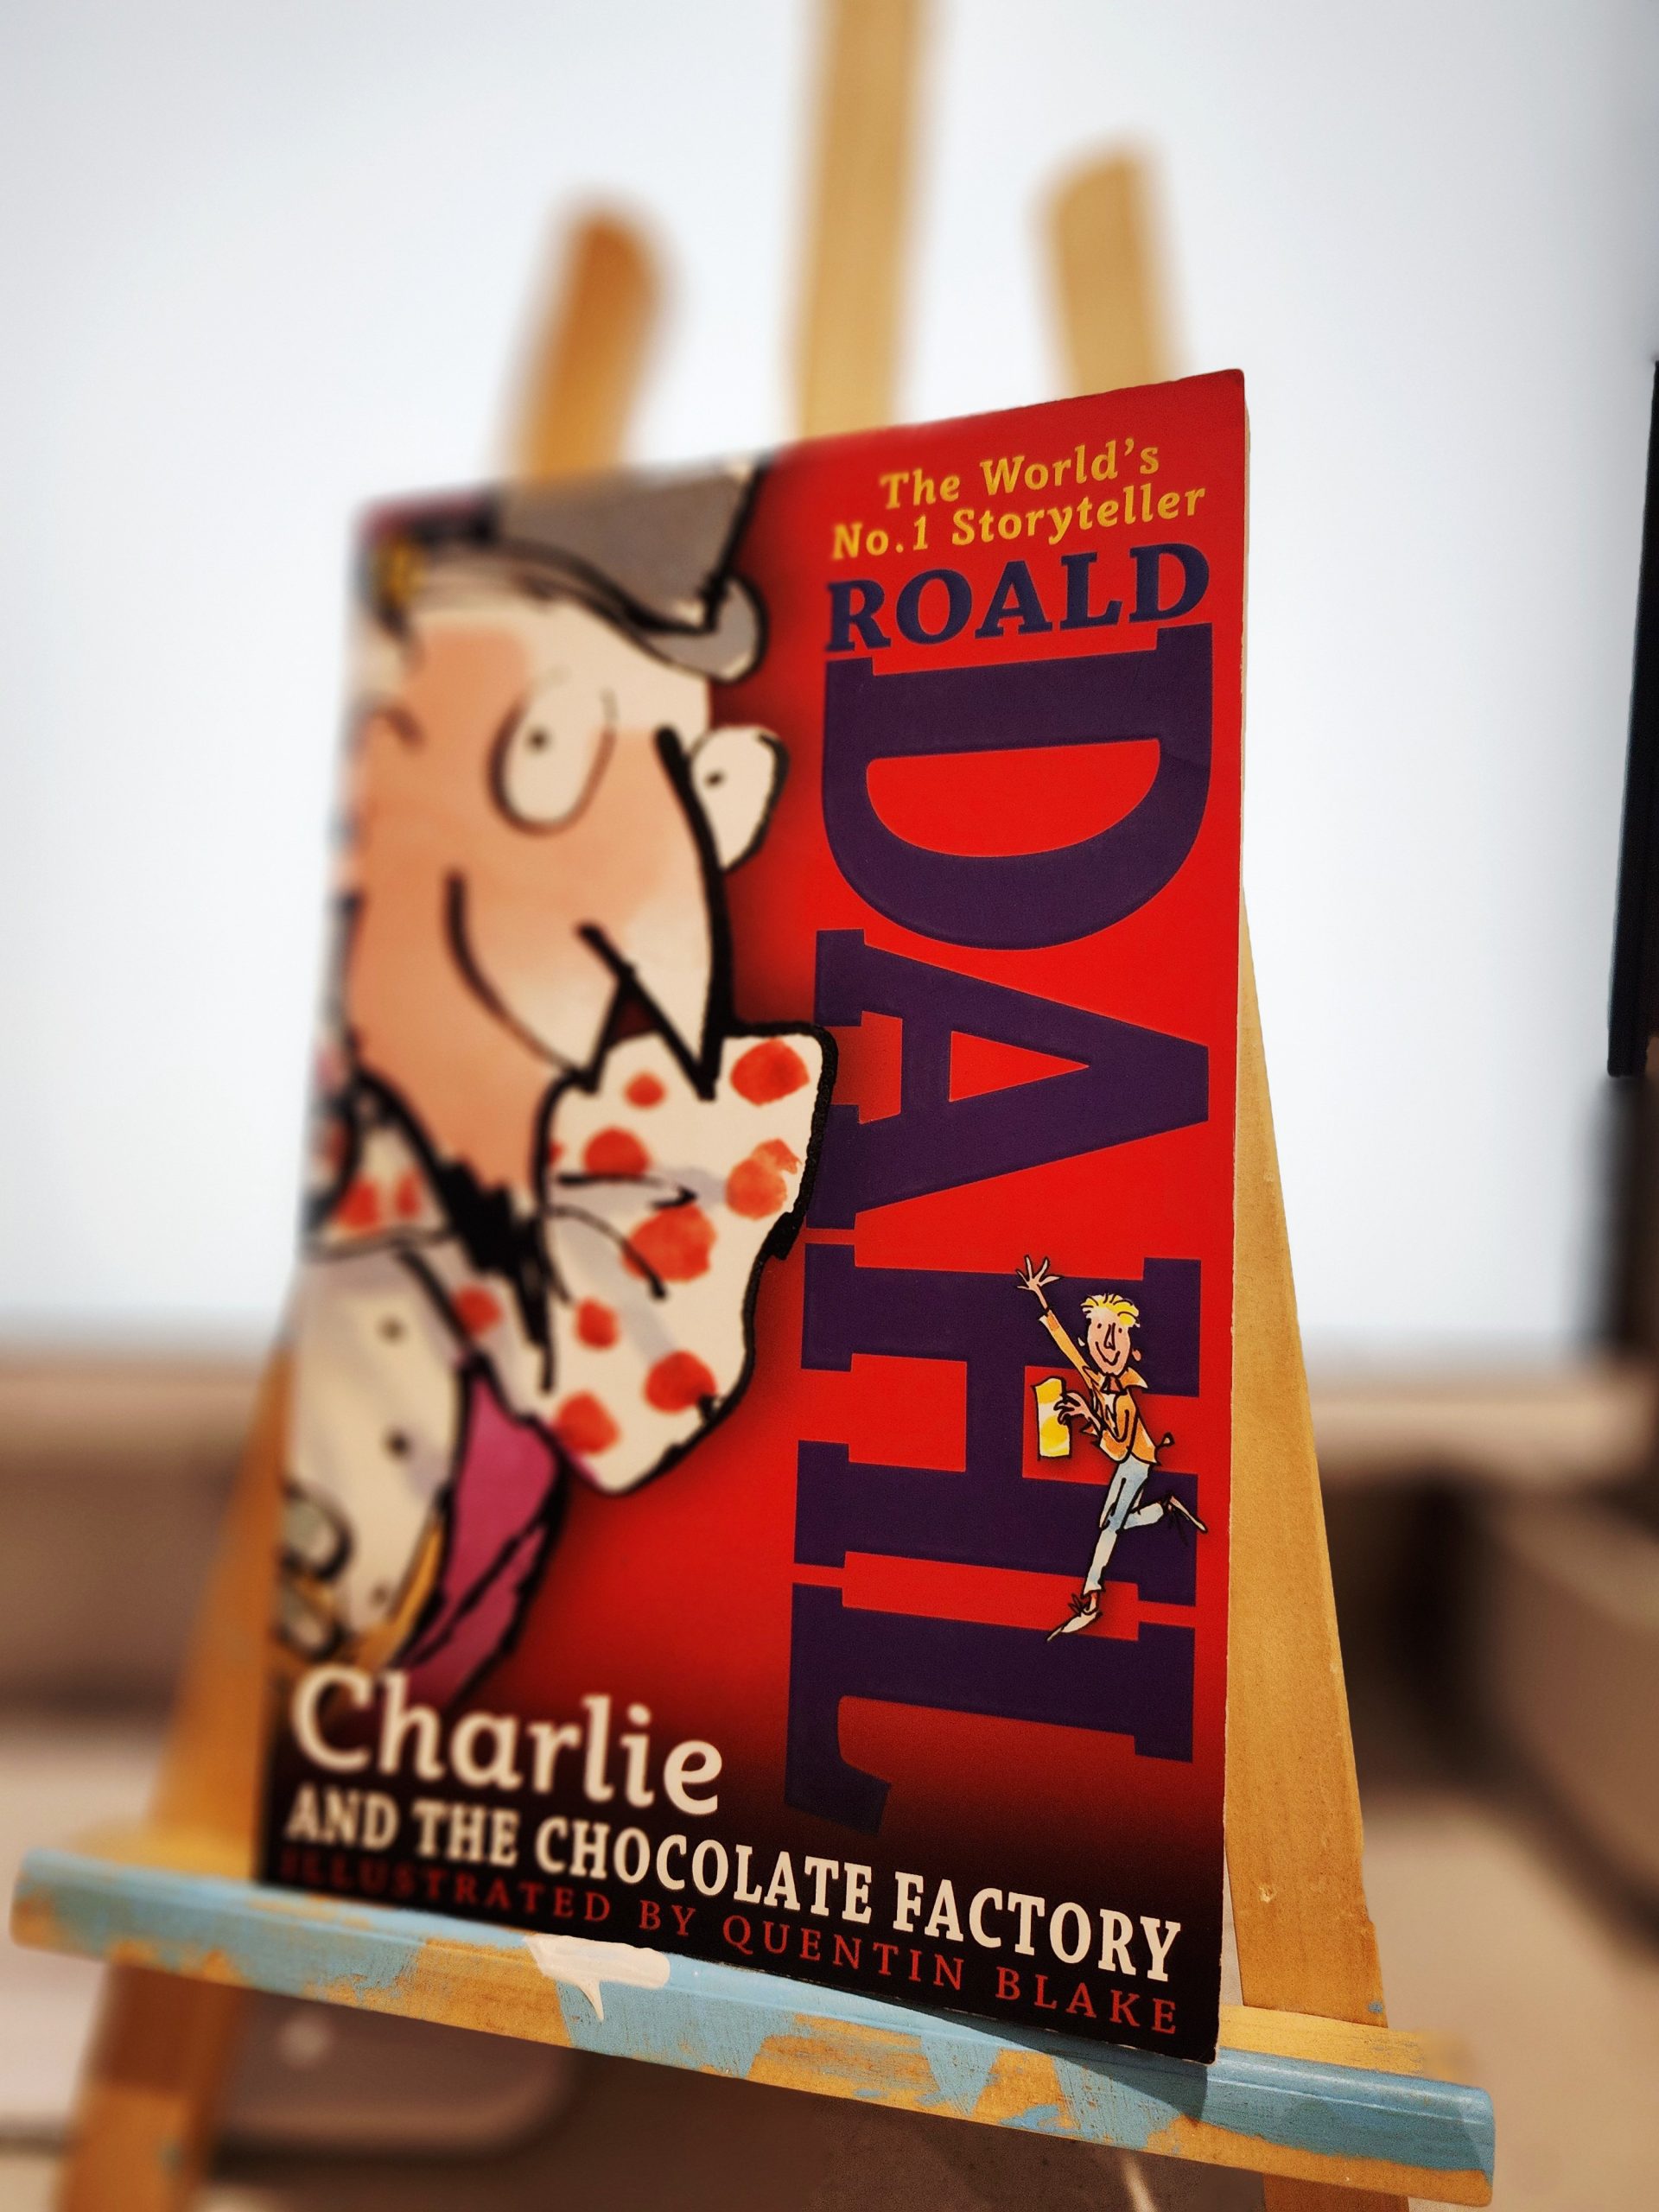 The World's
No.1 Storyteller
ROALD
DAHL
Charlie
AND THE CHOCOLATE FACTORY
ILLUSTRATED BY QUENTIN BLAKE